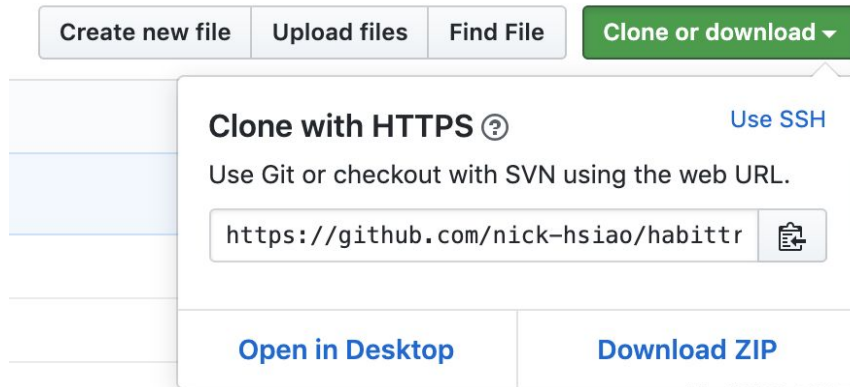 Create new file Upload files Find File Clone or download
Clone with HTTPS Use SSH
Use Git or checkout with SVN using the web URL.
https://github.com/nick-hsiao/habittr
Open in Desktop Download ZIP